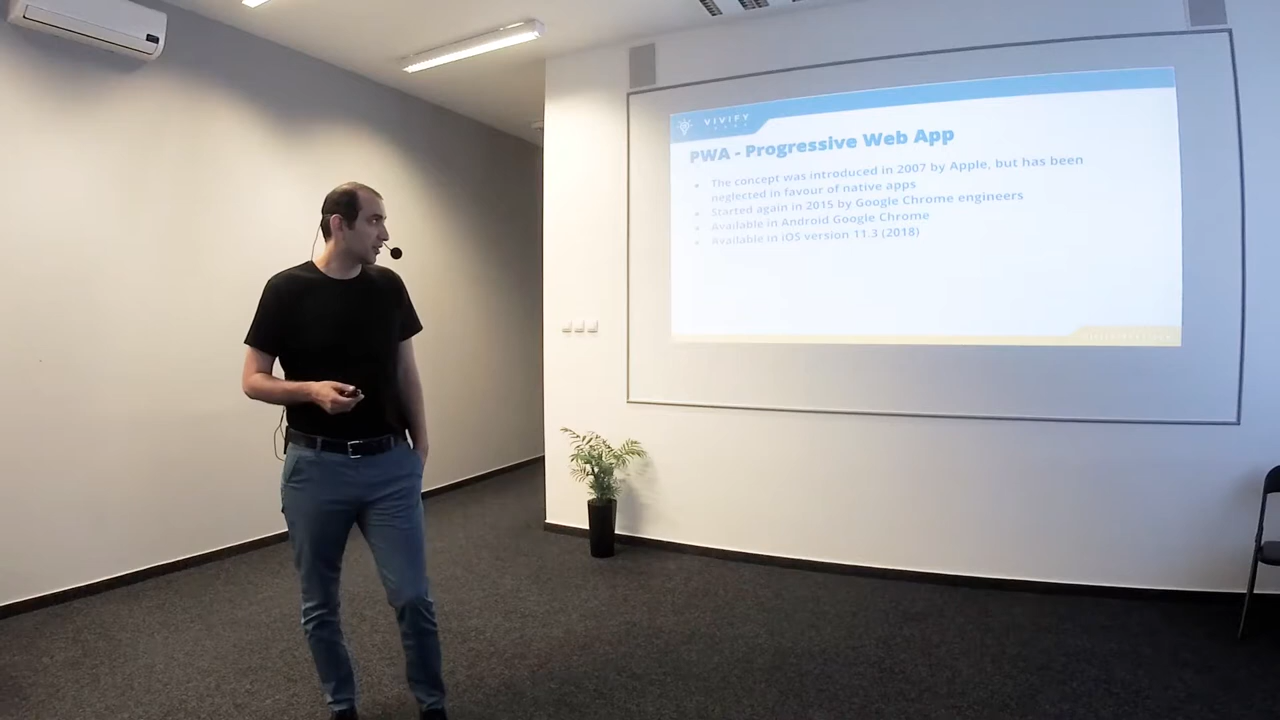 VIVIFY
PWA - Progressive Web App
The concept was introduced in 2007 by Apple, but has been
neglected in favour of native apps
Started again in 2015 by Google Chrome engineers
Available in Android Google Chrome
Available in iOS version 11.3 (2018)